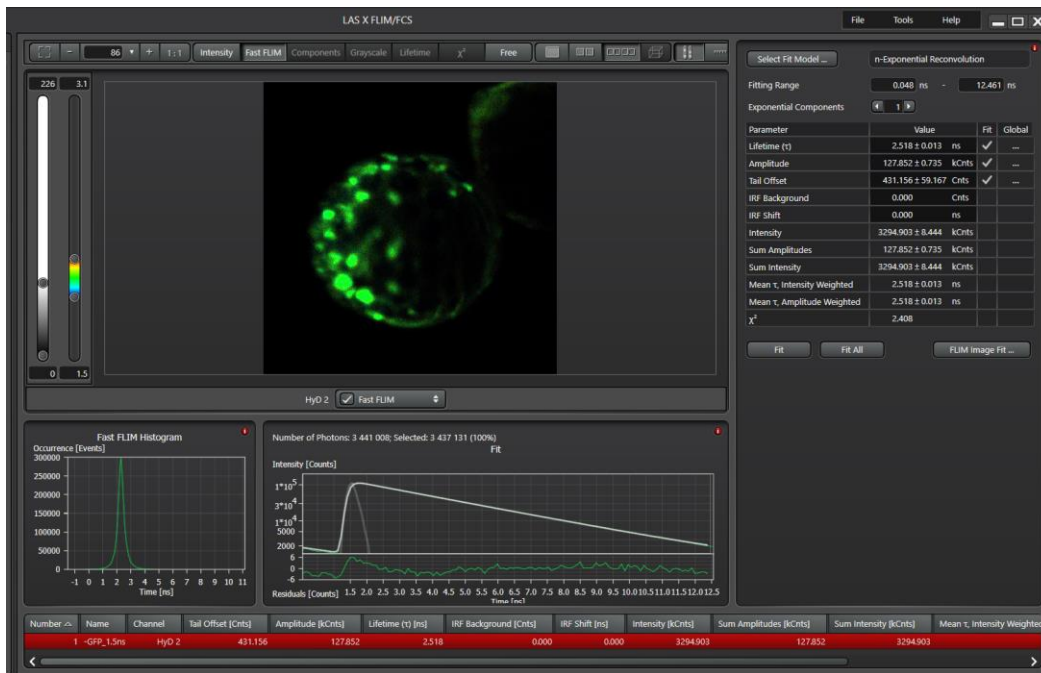 LAS X FLIM/FCS
File Tools Help
86 1:1 Intensity Fast FLIM Components Grayscale Lifetime χ² Free
226 3.1
0 1.5
HyD 2 Fast FLIM
Select Fit Model ... n-Exponential Reconvolution
Fitting Range 0.048 ns - 12.461 ns
Exponential Components 1
Parameter Value Fit Global
Lifetime (τ) 2.518 ± 0.013 ns ...
Amplitude 127.852 ± 0.735 kCnts ...
Tail Offset 431.156 ± 59.167 Cnts ...
IRF Background 0.000 Cnts
IRF Shift 0.000 ns
Intensity 3294.903 ± 8.444 kCnts
Sum Amplitudes 127.852 ± 0.735 kCnts
Sum Intensity 3294.903 ± 8.444 kCnts
Mean τ, Intensity Weighted 2.518 ± 0.013 ns
Mean τ, Amplitude Weighted 2.518 ± 0.013 ns
χ² 2.408
Fit Fit All FLIM Image Fit ...
Fast FLIM Histogram
Occurrence [Events]
300000
250000
200000
150000
100000
50000
0
-1 0 1 2 3 4 5 6 7 8 9 10 11
Time [ns]
Number of Photons: 3 441 008; Selected: 3 437 131 (100%)
Fit
Intensity [Counts]
1*10^5
3*10^4
1*10^4
5000
2000
6
0
-6
Residuals [Counts] 1.5 2.0 2.5 3.0 3.5 4.0 4.5 5.0 5.5 6.0 6.5 7.0 7.5 8.0 8.5 9.0 9.5 10.0 10.5 11.0 11.5 12.0 12.5
Time [ns]
Number Name Channel Tail Offset [Cnts] Amplitude [kCnts] Lifetime (τ) [ns] IRF Background [Cnts] IRF Shift [ns] Intensity [kCnts] Sum Amplitudes [kCnts] Sum Intensity [kCnts] Mean τ, Intensity Weighted
1 -GFP_1.5ns HyD 2 431.156 127.852 2.518 0.000 0.000 3294.903 127.852 3294.903